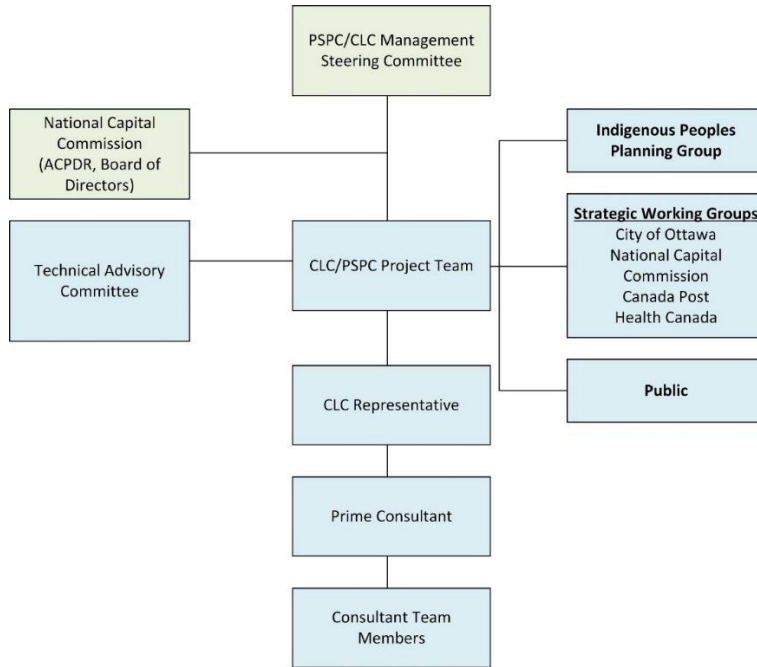 PSPC/CLC Management
Steering Committee
National Capital
Commission
(ACPDR, Board of
Directors)
Indigenous Peoples
Planning Group
Technical Advisory
Committee
CLC/PSPC Project Team
Strategic Working Groups
City of Ottawa
National Capital
Commission
Canada Post
Health Canada
Public
CLC Representative
Prime Consultant
Consultant Team
Members